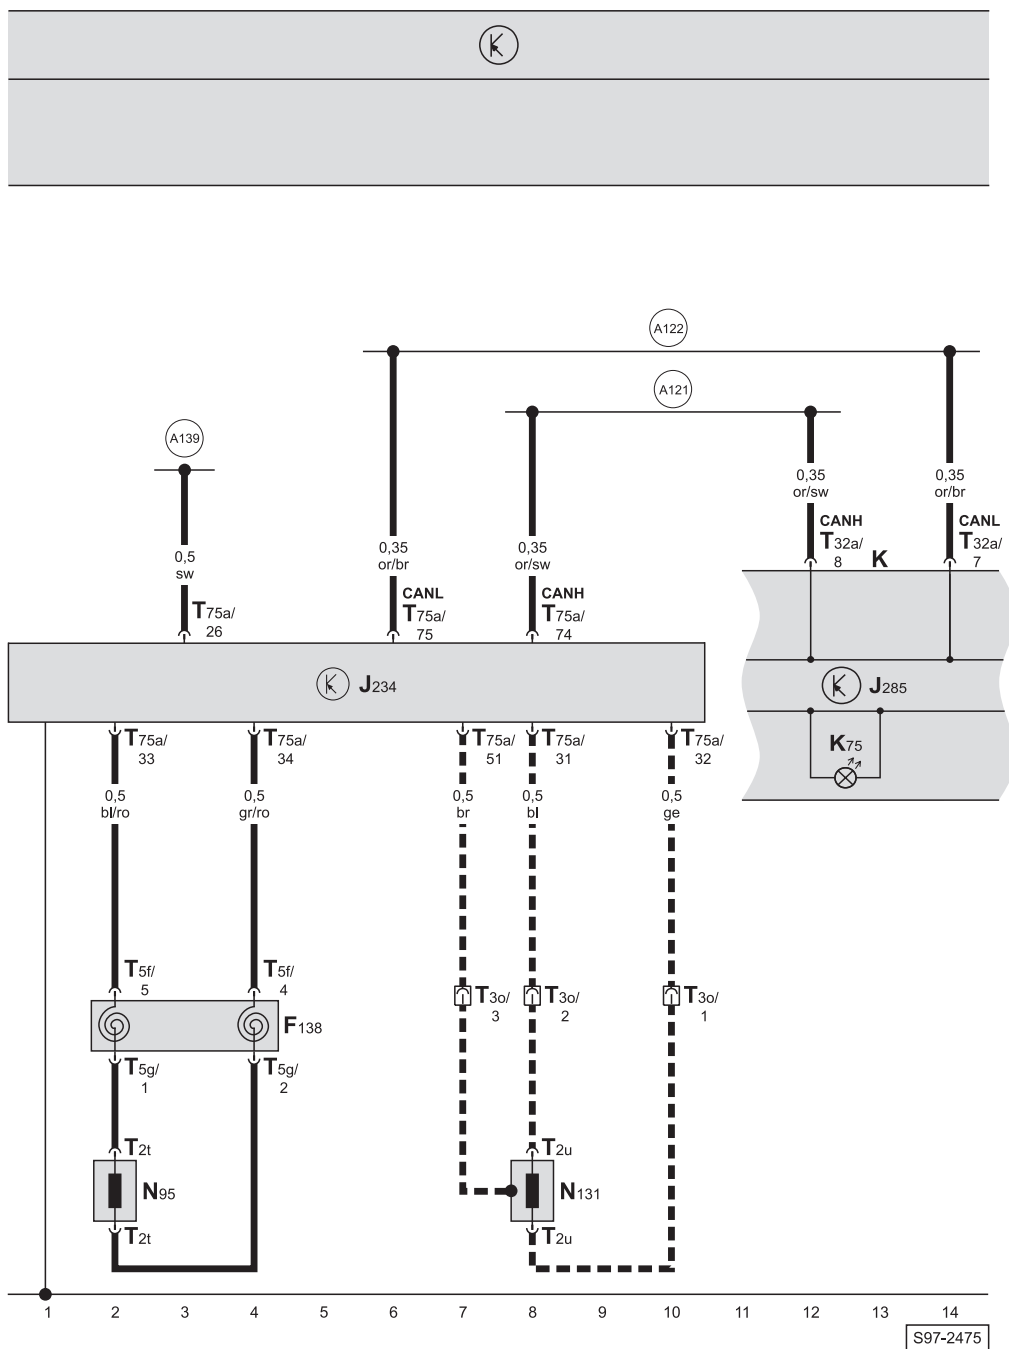 A122
A121
A139
0,35
or/sw
0,35
or/br
CANH
T32a/
8
K
CANL
T32a/
7
0,5
sw
0,35
or/br
0,35
or/sw
T75a/
26
CANL
T75a/
75
CANH
T75a/
74
J234
J285
T75a/
33
T75a/
34
T75a/
51
T75a/
31
T75a/
32
K75
0,5
bl/ro
0,5
gr/ro
0,5
br
0,5
bl
0,5
ge
T5f/
5
T5f/
4
T3o/
3
T3o/
2
T3o/
1
F138
T5g/
1
T5g/
2
T2t
T2u
N95
N131
T2t
T2u
1 2 3 4 5 6 7 8 9 10 11 12 13 14
S97-2475